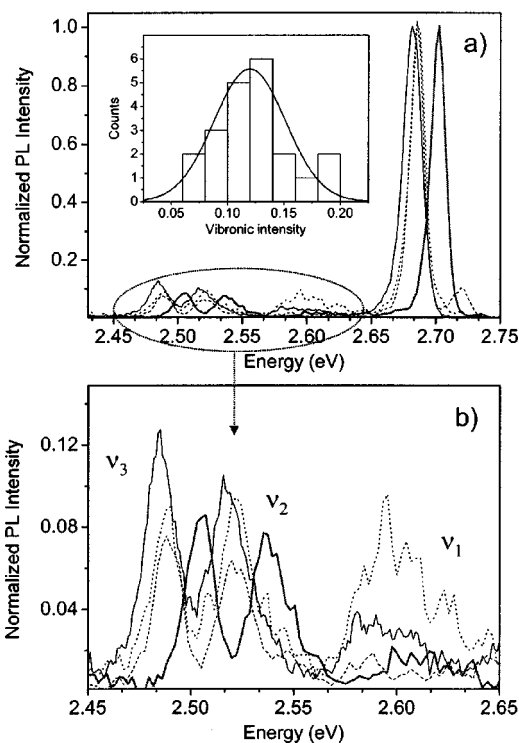 a)
1.0
0.8
0.6
0.4
0.2
Normalized PL Intensity
6
5
4
3
2
1
0
Counts
0.05 0.10 0.15 0.20
Vibronic intensity
2.45 2.50 2.55 2.60 2.65 2.70 2.75
Energy (eV)
b)
0.12
0.08
0.04
Normalized PL Intensity
ν3
ν2
ν1
2.45 2.50 2.55 2.60 2.65
Energy (eV)